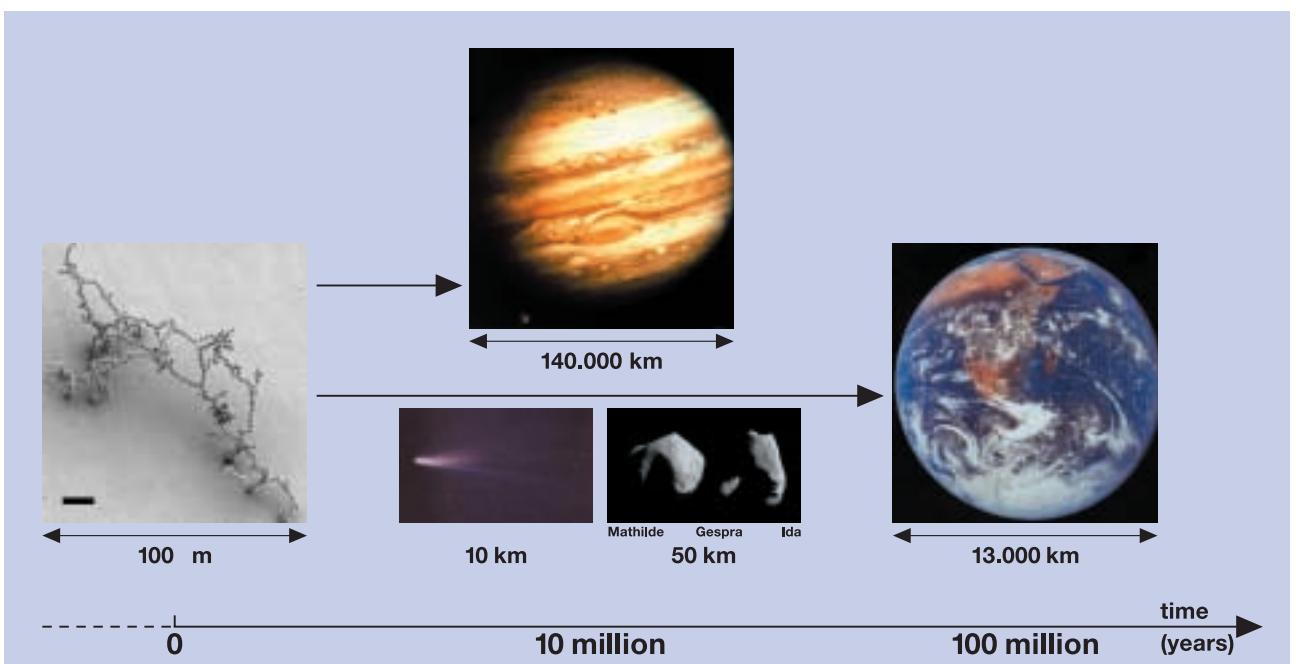 140.000 km
Mathilde Gespra Ida
100 m
10 km
50 km
13.000 km
time
0
10 million
100 million
(years)